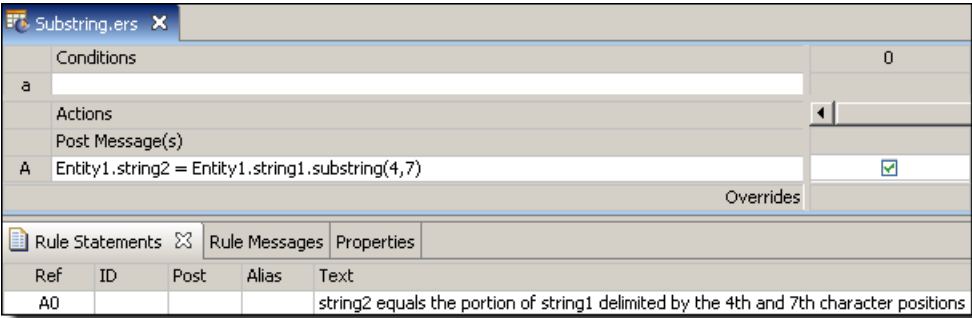 Substring.ers
Conditions 0
a
Actions
Post Message(s)
A Entity1.string2 = Entity1.string1.substring(4,7)
Overrides
Rule Statements Rule Messages Properties
Ref ID Post Alias Text
A0 string2 equals the portion of string1 delimited by the 4th and 7th character positions